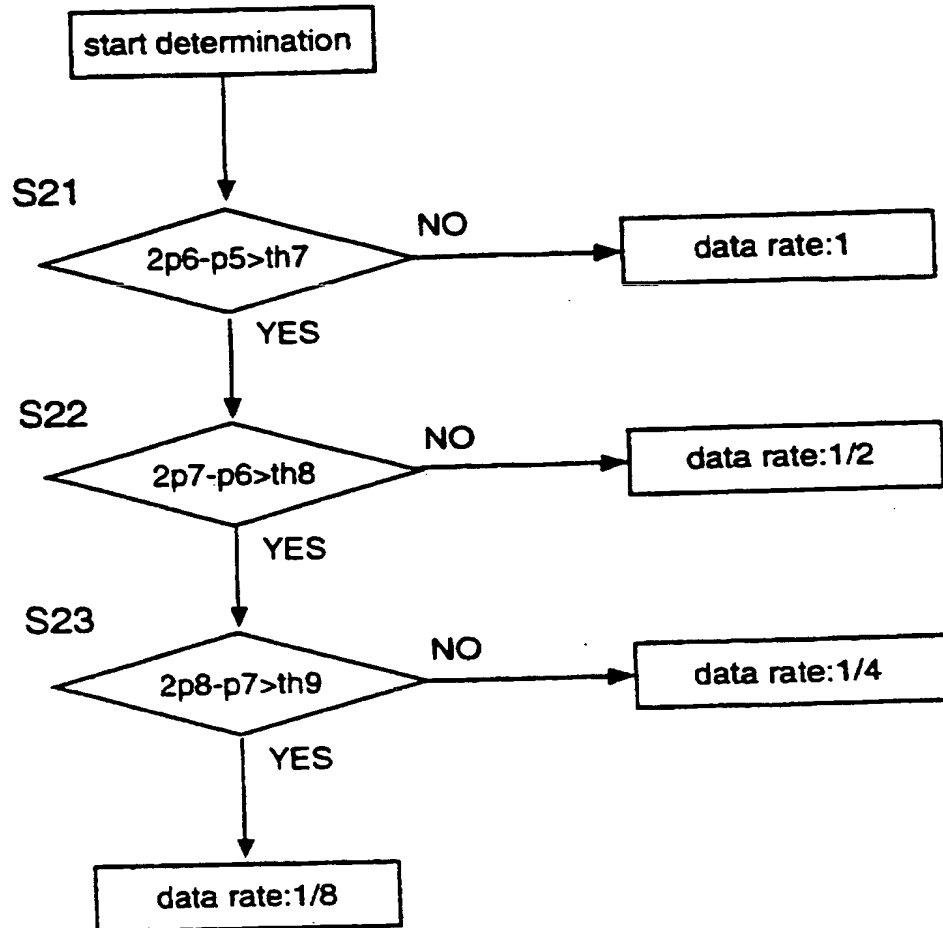 start determination
S21
2p6-p5>th7
NO
data rate:1
YES
S22
2p7-p6>th8
NO
data rate:1/2
YES
S23
2p8-p7>th9
NO
data rate:1/4
YES
data rate:1/8